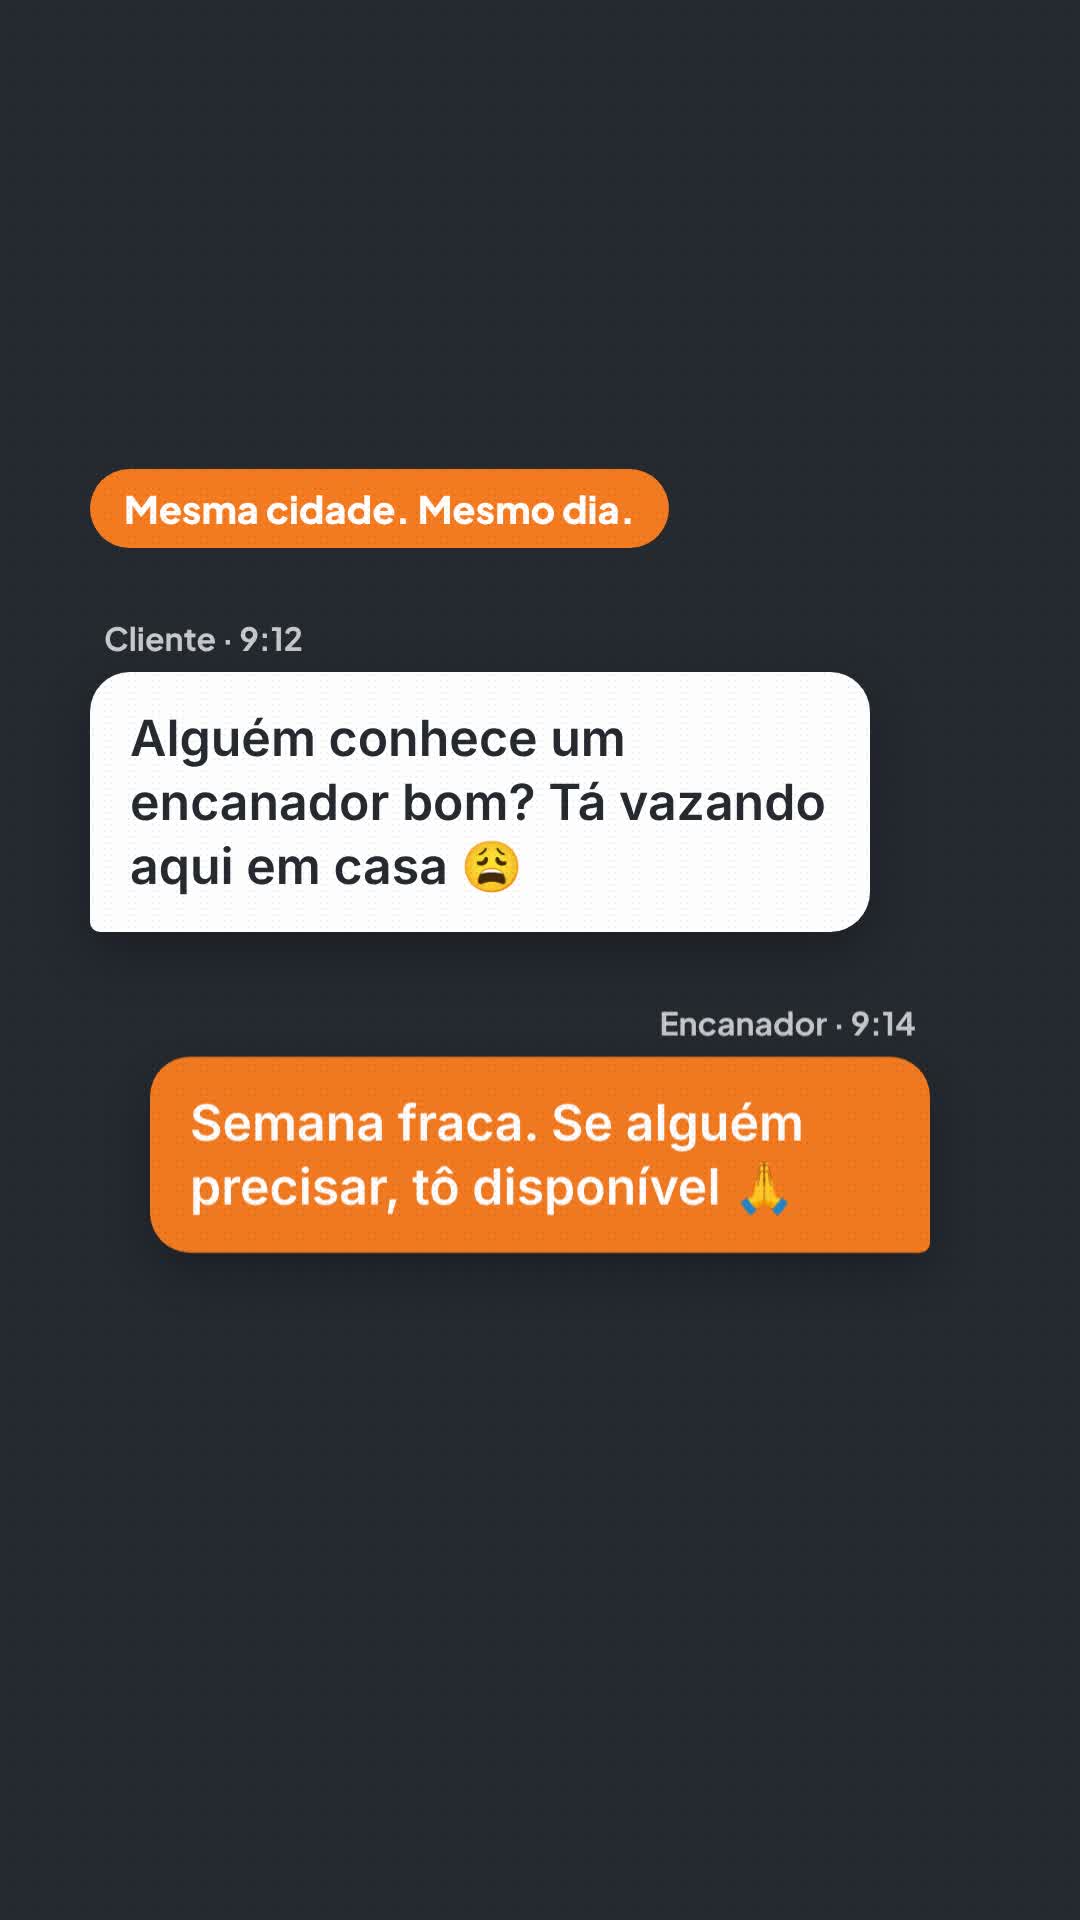 Mesma cidade. Mesmo dia.
Cliente · 9:12
Alguém conhece um
encanador bom? Tá vazando
aqui em casa 😩
Encanador · 9:14
Semana fraca. Se alguém
precisar, tô disponível 🙏